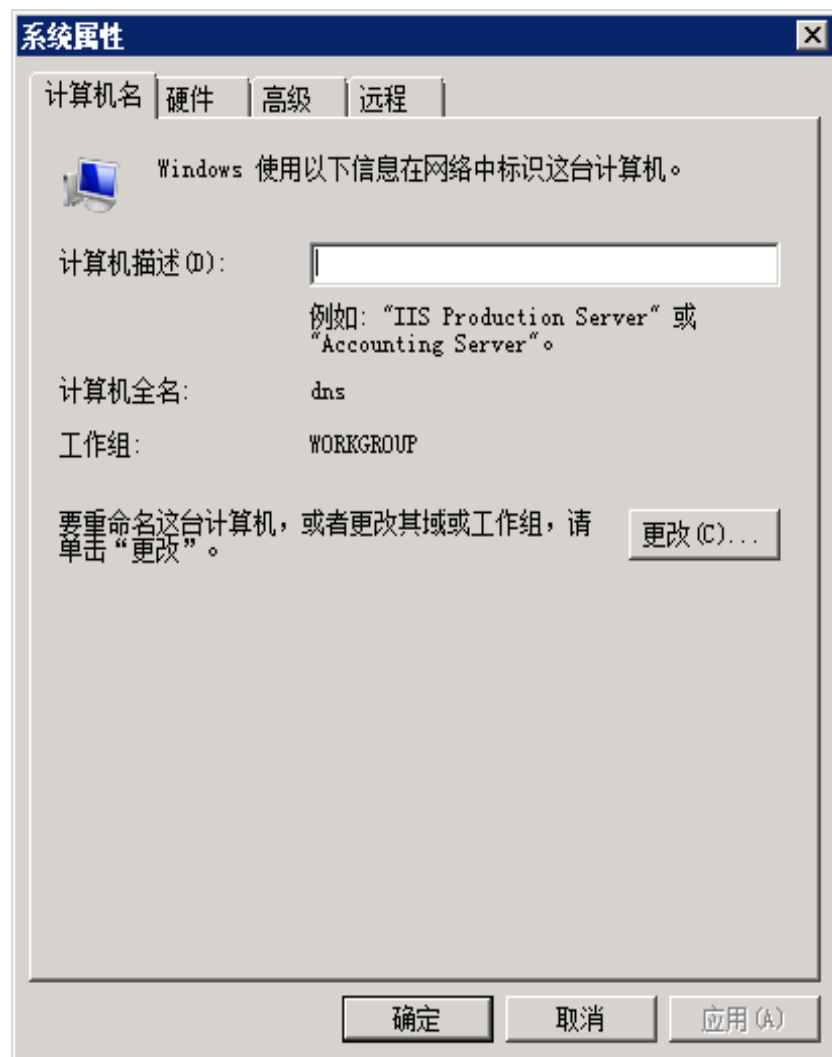 系统属性
计算机名 硬件 高级 远程
Windows 使用以下信息在网络中标识这台计算机。
计算机描述(D):
例如: "IIS Production Server" 或
"Accounting Server"。
计算机全名: dns
工作组: WORKGROUP
要重命名这台计算机，或者更改其域或工作组，请
单击“更改”。
更改(C)...
确定 取消 应用(A)